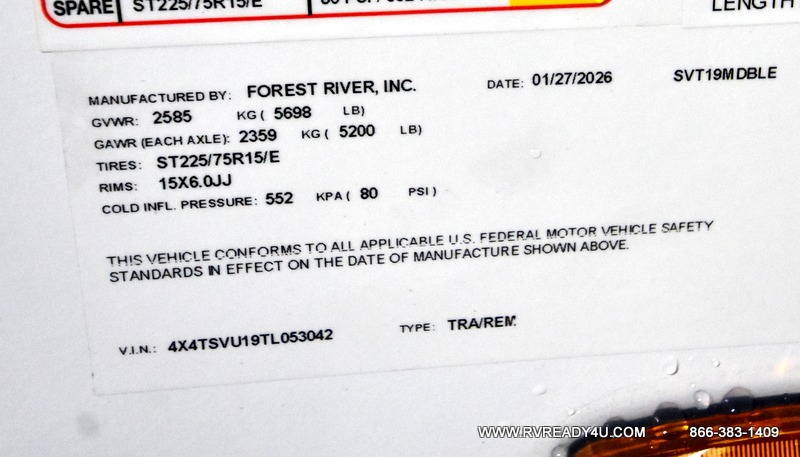 SPARE ST225/75R15/E
LENGTH
MANUFACTURED BY: FOREST RIVER, INC. DATE: 01/27/2026 SVT19MDBLE
GVWR: 2585 KG ( 5698 LB)
GAWR (EACH AXLE): 2359 KG ( 5200 LB)
TIRES: ST225/75R15/E
RIMS: 15X6.0JJ
COLD INFL. PRESSURE: 552 KPA ( 80 PSI )
THIS VEHICLE CONFORMS TO ALL APPLICABLE U.S. FEDERAL MOTOR VEHICLE SAFETY
STANDARDS IN EFFECT ON THE DATE OF MANUFACTURE SHOWN ABOVE.
V.I.N.: 4X4TSVU19TL053042 TYPE: TRA/REM
WWW.RVREADY4U.COM 866-383-1409